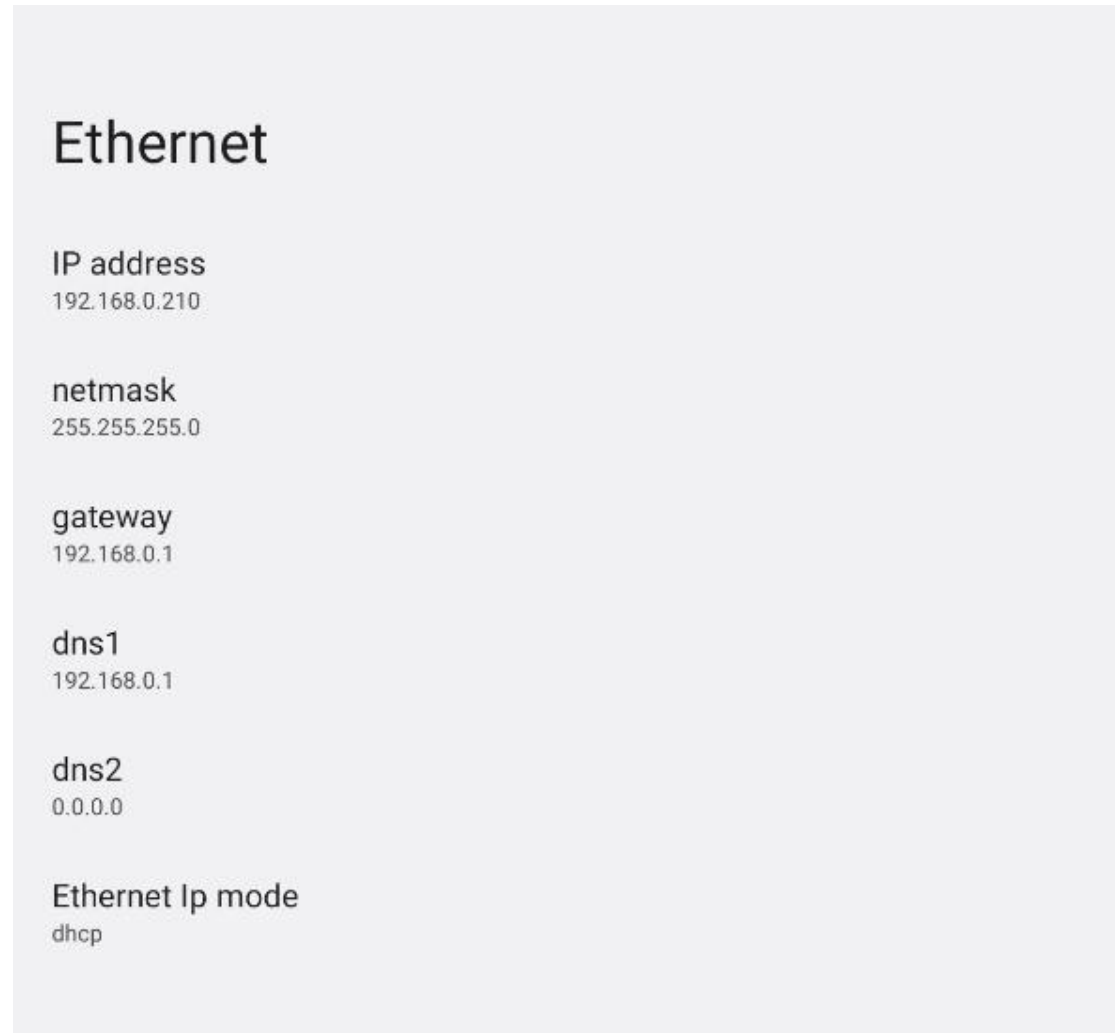 Ethernet
IP address
192.168.0.210
netmask
255.255.255.0
gateway
192.168.0.1
dns1
192.168.0.1
dns2
0.0.0.0
Ethernet Ip mode
dhcp